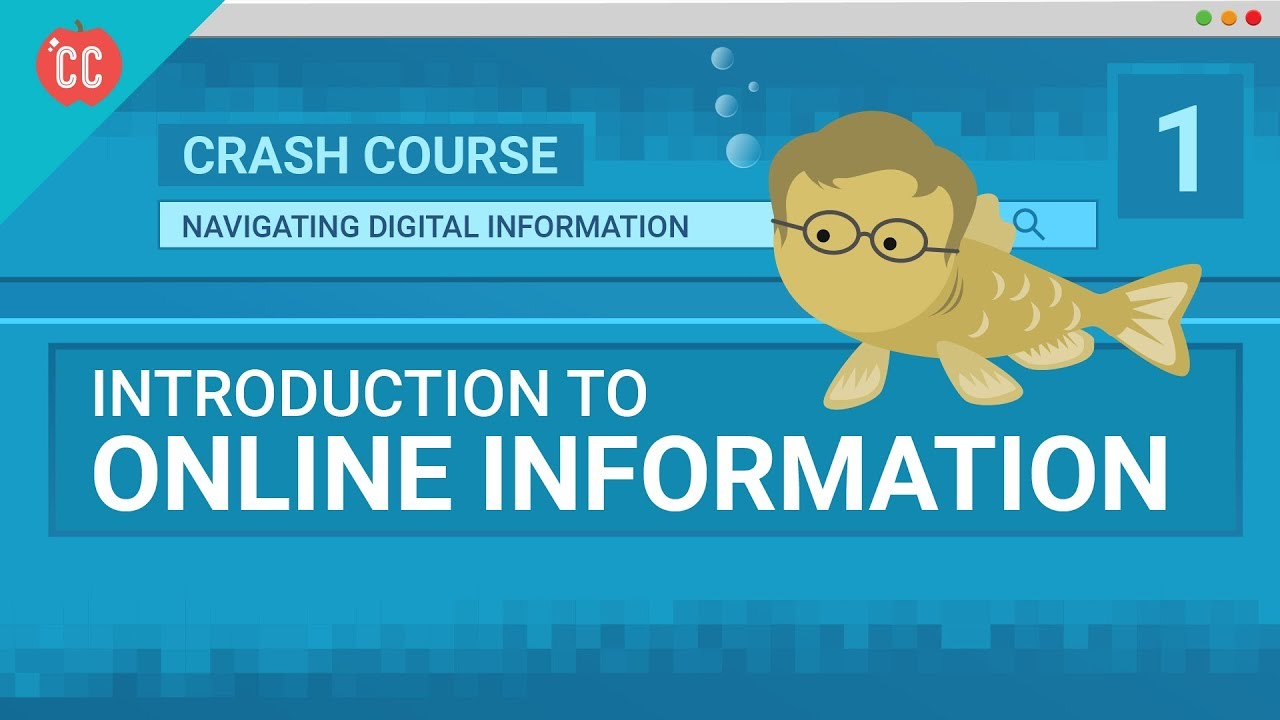 CC
CRASH COURSE
1
NAVIGATING DIGITAL INFORMATION
INTRODUCTION TO
ONLINE INFORMATION